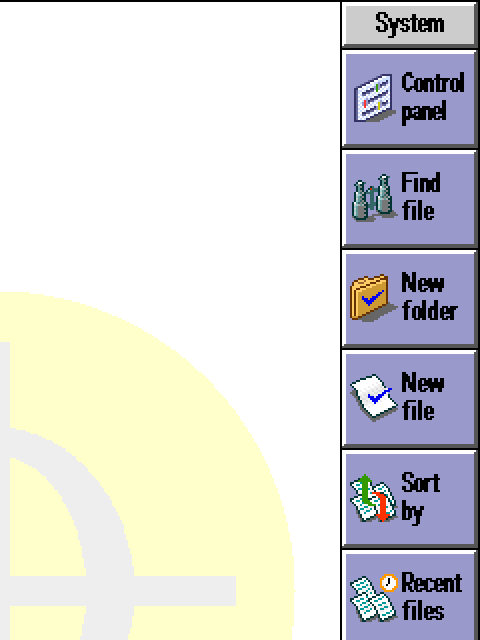 System
Control
panel
Find
file
New
folder
New
file
Sort
by
Recent
files